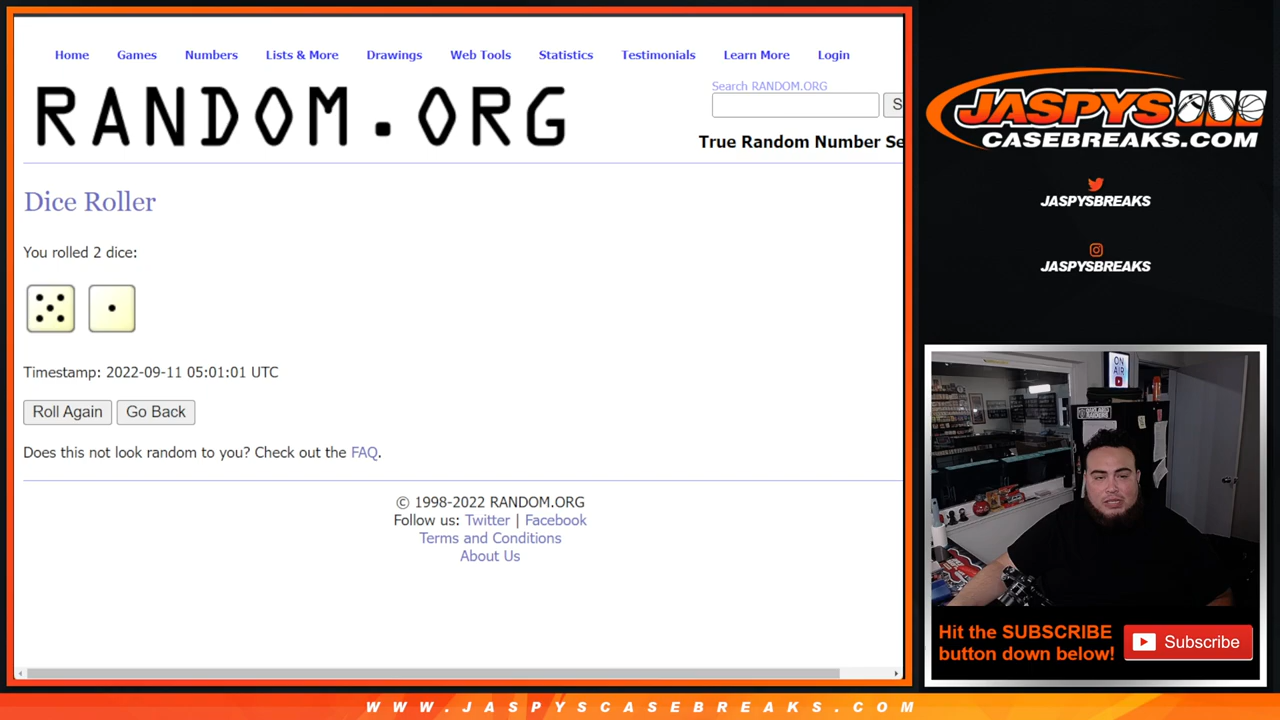 Home Games Numbers Lists & More Drawings Web Tools Statistics Testimonials Learn More Login
RANDOM.ORG
Search RANDOM.ORG
S
True Random Number Se
Dice Roller
You rolled 2 dice:
Timestamp: 2022-09-11 05:01:01 UTC
Roll Again Go Back
Does this not look random to you? Check out the FAQ.
© 1998-2022 RANDOM.ORG
Follow us: Twitter | Facebook
Terms and Conditions
About Us
JASPYS
CASEBREAKS.COM
JASPYSBREAKS
JASPYSBREAKS
ON
AIR
Hit the SUBSCRIBE
button down below!
Subscribe
WWW.JASPYSCASEBREAKS.COM